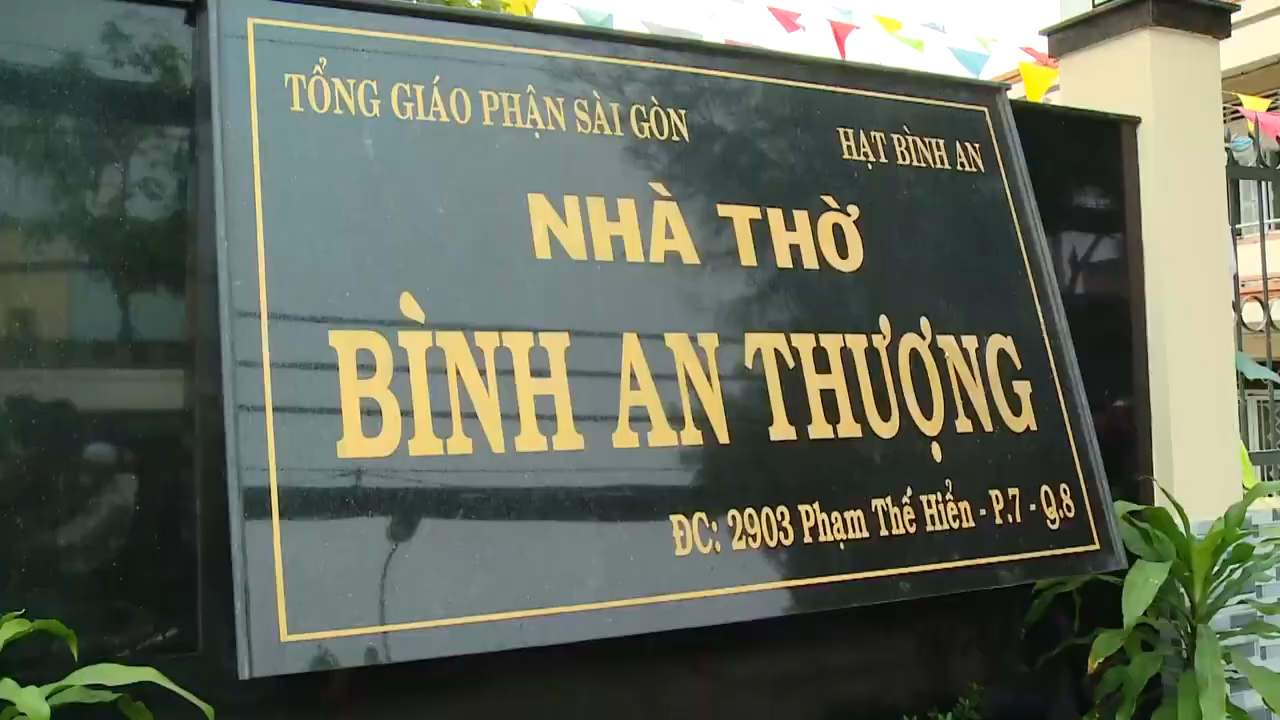 TỔNG GIÁO PHẬN SÀI GÒN
HẠT BÌNH AN
NHÀ THỜ
BÌNH AN THƯỢNG
ĐC: 2903 Phạm Thế Hiển - P.7 - Q.8